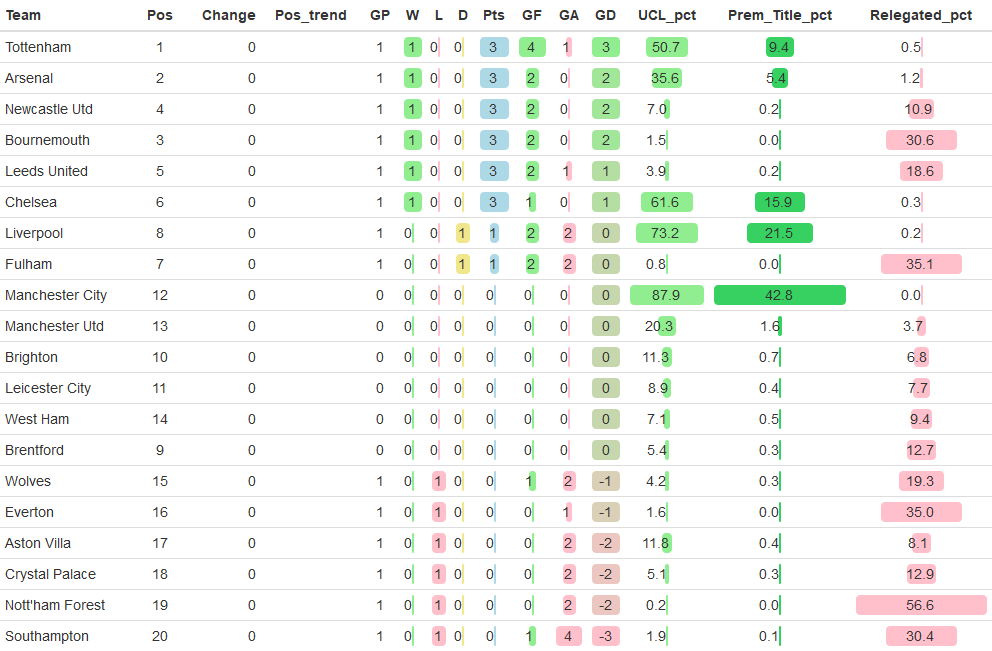 Team Pos Change Pos_trend GP W L D Pts GF GA GD UCL_pct Prem_Title_pct Relegated_pct
Tottenham 1 0 1 1 0 0 3 4 1 3 50.7 9.4 0.5
Arsenal 2 0 1 1 0 0 3 2 0 2 35.6 5.4 1.2
Newcastle Utd 4 0 1 1 0 0 3 2 0 2 7.0 0.2 10.9
Bournemouth 3 0 1 1 0 0 3 2 0 2 1.5 0.0 30.6
Leeds United 5 0 1 1 0 0 3 2 1 1 3.9 0.2 18.6
Chelsea 6 0 1 1 0 0 3 1 0 1 61.6 15.9 0.3
Liverpool 8 0 1 0 0 1 1 2 2 0 73.2 21.5 0.2
Fulham 7 0 1 0 0 1 1 2 2 0 0.8 0.0 35.1
Manchester City 12 0 0 0 0 0 0 0 0 0 87.9 42.8 0.0
Manchester Utd 13 0 0 0 0 0 0 0 0 0 20.3 1.6 3.7
Brighton 10 0 0 0 0 0 0 0 0 0 11.3 0.7 6.8
Leicester City 11 0 0 0 0 0 0 0 0 0 8.9 0.4 7.7
West Ham 14 0 0 0 0 0 0 0 0 0 7.1 0.5 9.4
Brentford 9 0 0 0 0 0 0 0 0 0 5.4 0.3 12.7
Wolves 15 0 1 0 1 0 0 1 2 -1 4.2 0.3 19.3
Everton 16 0 1 0 1 0 0 0 1 -1 1.6 0.0 35.0
Aston Villa 17 0 1 0 1 0 0 0 2 -2 11.8 0.4 8.1
Crystal Palace 18 0 1 0 1 0 0 0 2 -2 5.1 0.3 12.9
Nott'ham Forest 19 0 1 0 1 0 0 0 2 -2 0.2 0.0 56.6
Southampton 20 0 1 0 1 0 0 1 4 -3 1.9 0.1 30.4